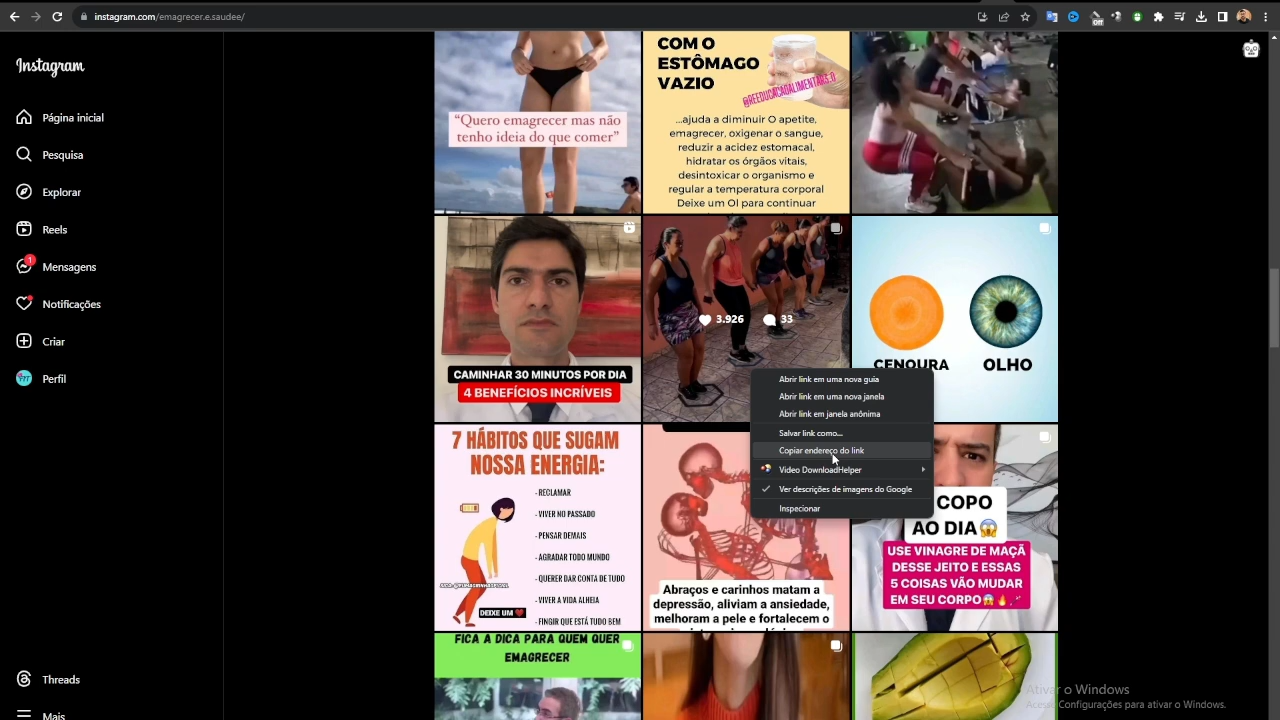 instagram.com/emagrecer.e.saudee/
Off
Instagram
Página inicial
Pesquisa
Explorar
Reels
1
Mensagens
Notificações
Criar
Perfil
Threads
Mais
“Quero emagrecer mas não
tenho ideia do que comer”
COM O
ESTÔMAGO
VAZIO
...ajuda a diminuir O apetite,
emagrecer, oxigenar o sangue,
reduzir a acidez estomacal,
hidratar os órgãos vitais,
desintoxicar o organismo e
regular a temperatura corporal
Deixe um OI para continuar
CAMINHAR 30 MINUTOS POR DIA
4 BENEFÍCIOS INCRÍVEIS
3.926
33
CENOURA
OLHO
Abrir link em uma nova guia
Abrir link em uma nova janela
Abrir link em janela anônima
Salvar link como...
Copiar endereço do link
Video DownloadHelper
Ver descrições de imagens do Google
Inspecionar
7 HÁBITOS QUE SUGAM
NOSSA ENERGIA:
- RECLAMAR
- VIVER NO PASSADO
- PENSAR DEMAIS
- AGRADAR TODO MUNDO
- QUERER DAR CONTA DE TUDO
- VIVER A VIDA ALHEIA
- FINGIR QUE ESTÁ TUDO BEM
DEIXE UM ❤️
Abraços e carinhos matam a
depressão, aliviam a ansiedade,
melhoram a pele e fortalecem o
COPO
AO DIA😱
USE VINAGRE DE MAÇÃ
DESSE JEITO E ESSAS
5 COISAS VÃO MUDAR
EM SEU CORPO😱🔥
FICA A DICA PARA QUEM QUER
EMAGRECER
Ativar o Windows
Acesse Configurações para ativar o Windows.